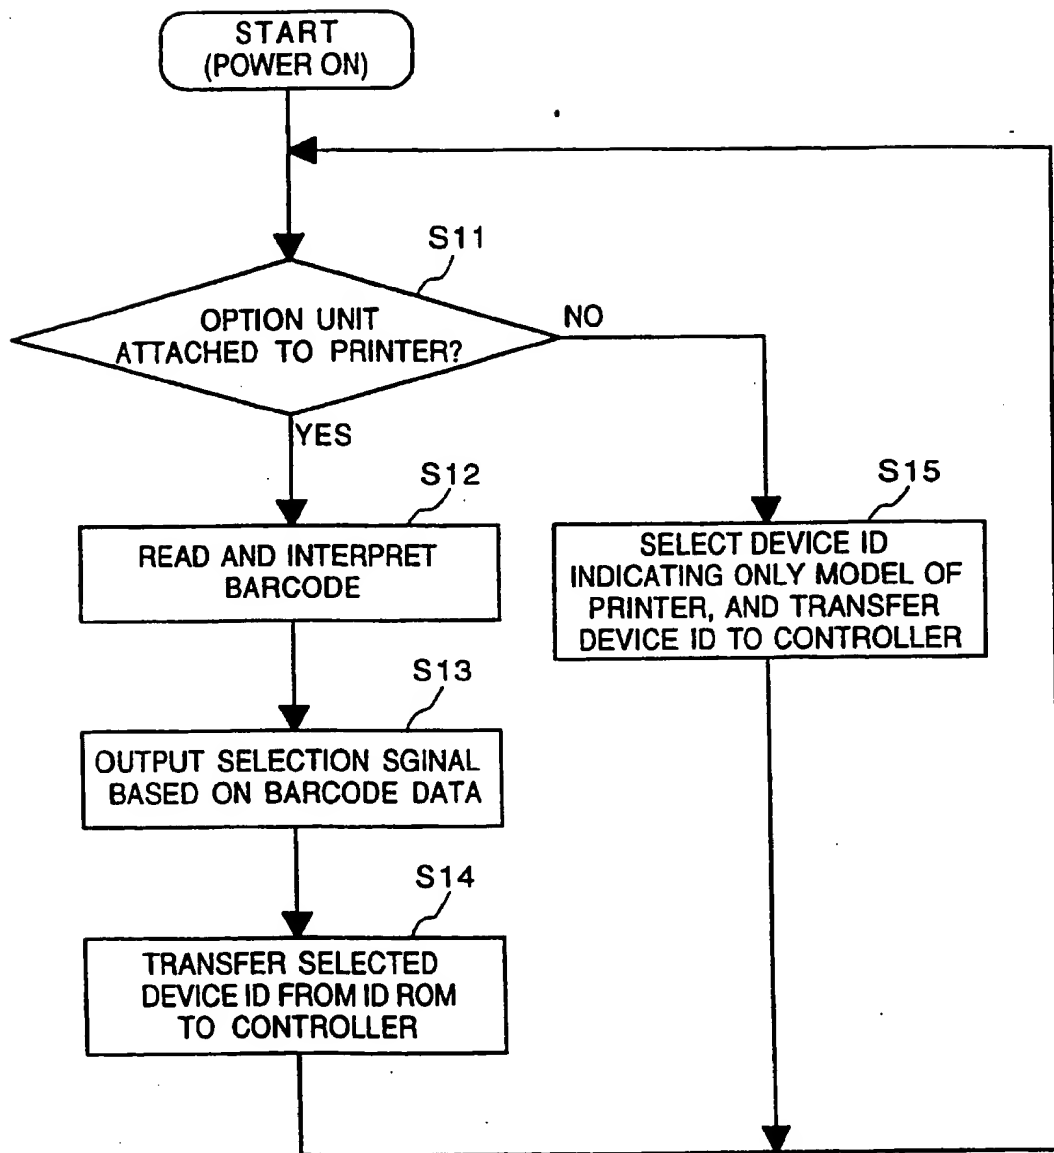 START
(POWER ON)
S11
OPTION UNIT
ATTACHED TO PRINTER?
NO
YES
S12
READ AND INTERPRET
BARCODE
S15
SELECT DEVICE ID
INDICATING ONLY MODEL OF
PRINTER, AND TRANSFER
DEVICE ID TO CONTROLLER
S13
OUTPUT SELECTION SGINAL
BASED ON BARCODE DATA
S14
TRANSFER SELECTED
DEVICE ID FROM ID ROM
TO CONTROLLER